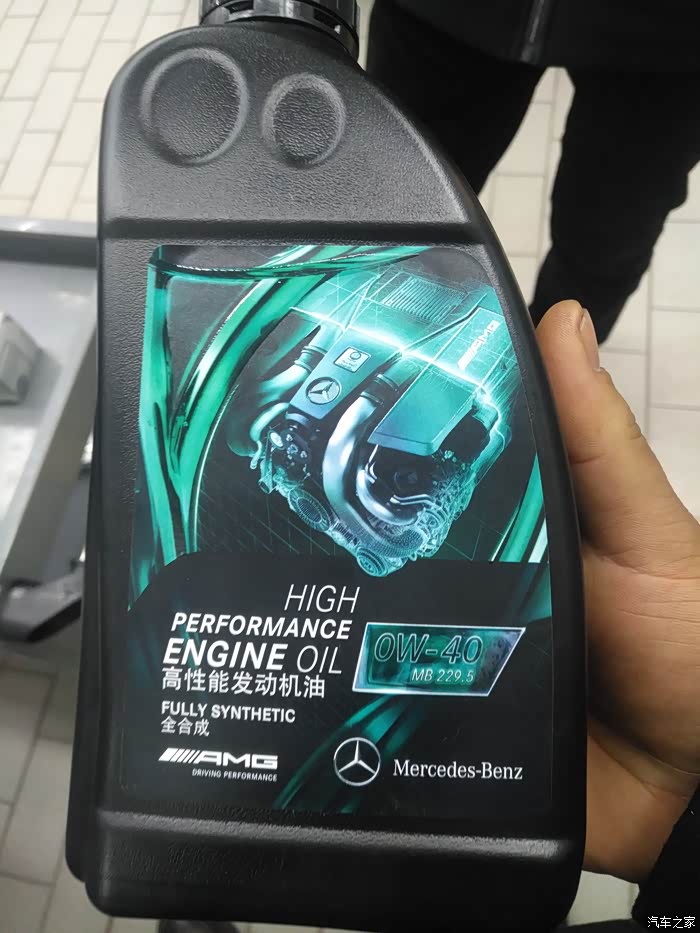 AMG
HIGH
PERFORMANCE
ENGINE OIL
高性能发动机油
0W-40
MB 229.5
FULLY SYNTHETIC
全合成
AMG
DRIVING PERFORMANCE
Mercedes-Benz
汽车之家